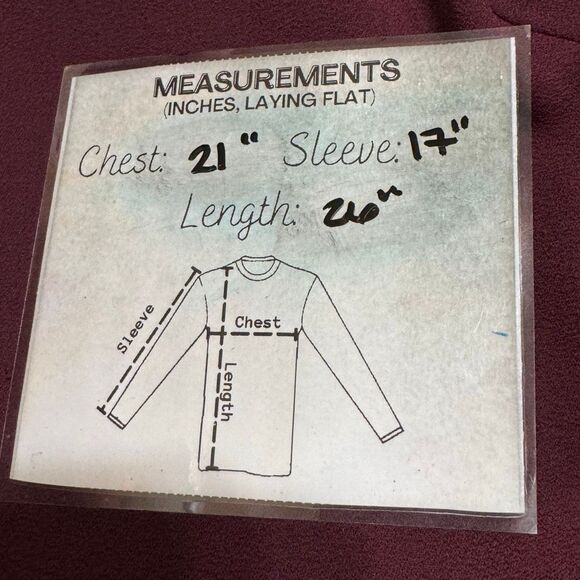 MEASUREMENTS
(INCHES, LAYING FLAT)
Chest: 21" Sleeve: 17"
Length: 26"
Sleeve
Chest
Length